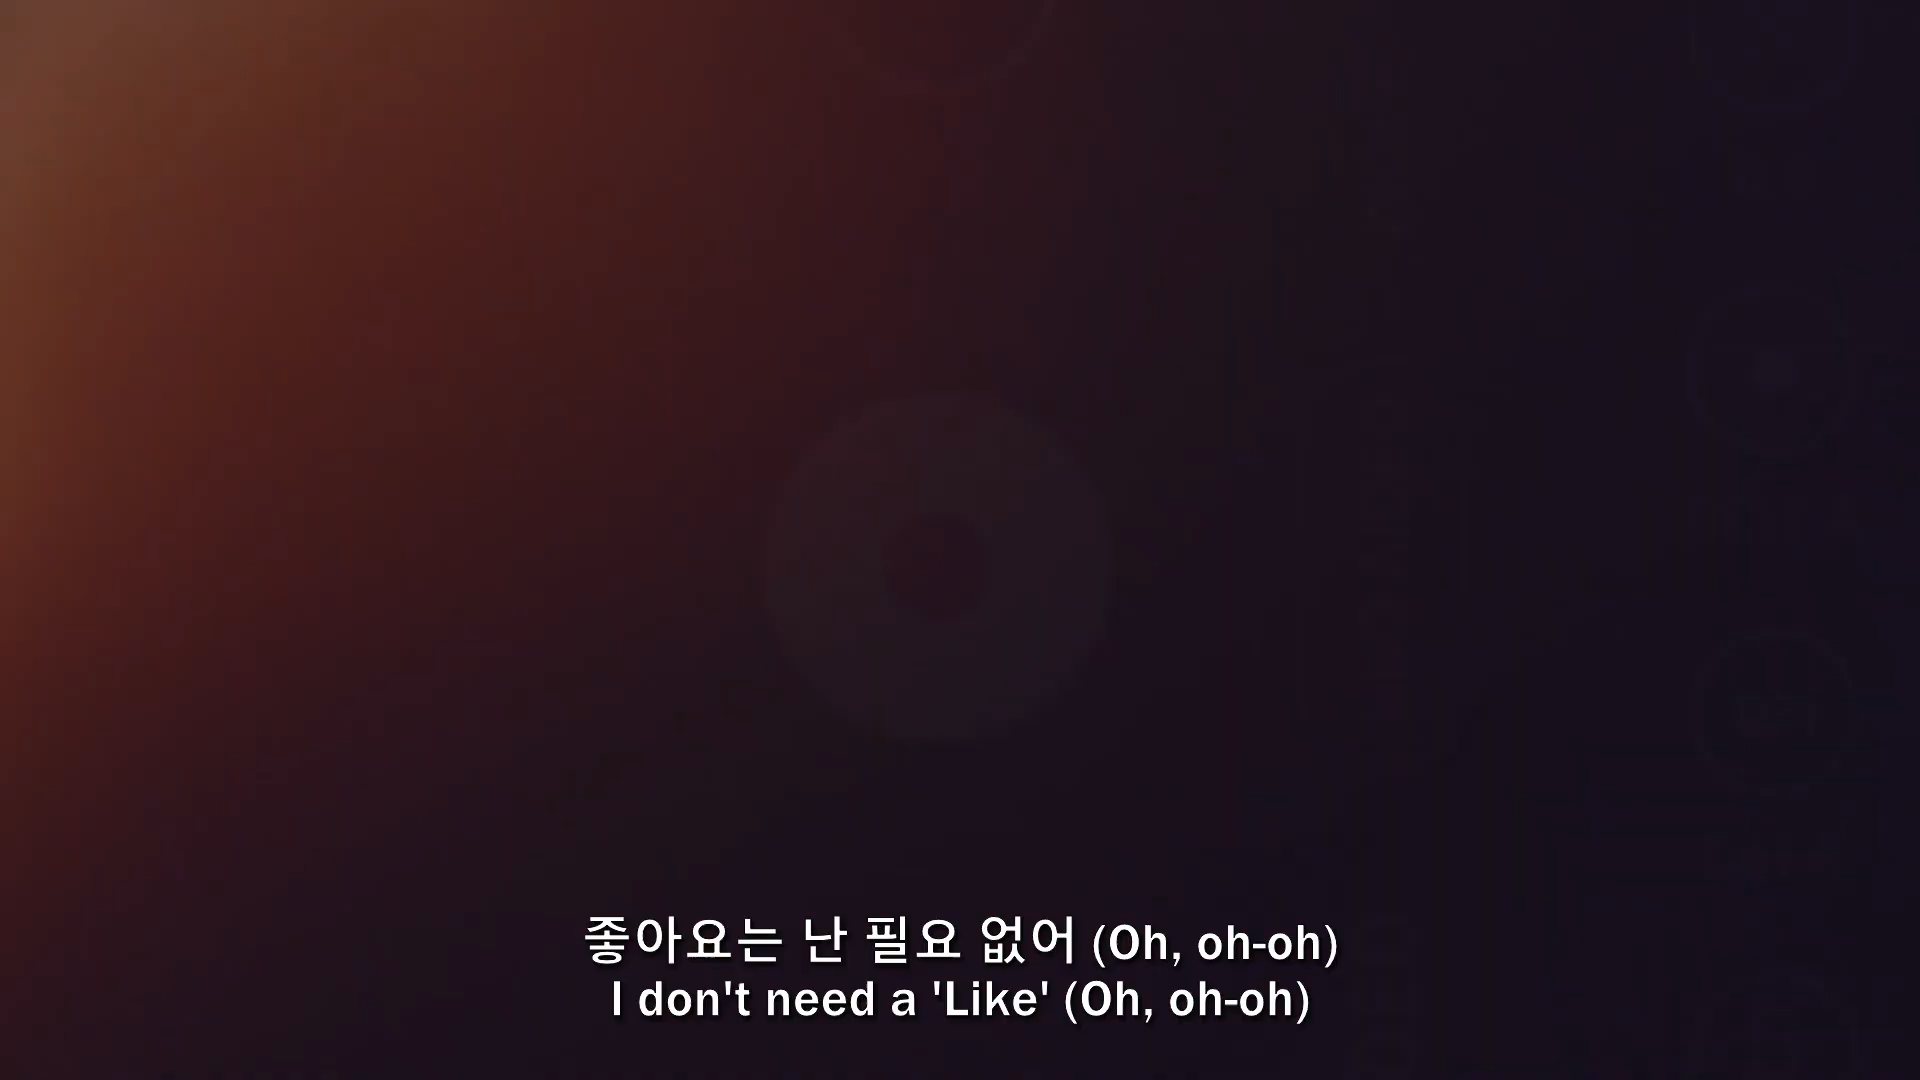 좋아요는 난 필요 없어 (Oh, oh-oh)
I don't need a 'Like' (Oh, oh-oh)